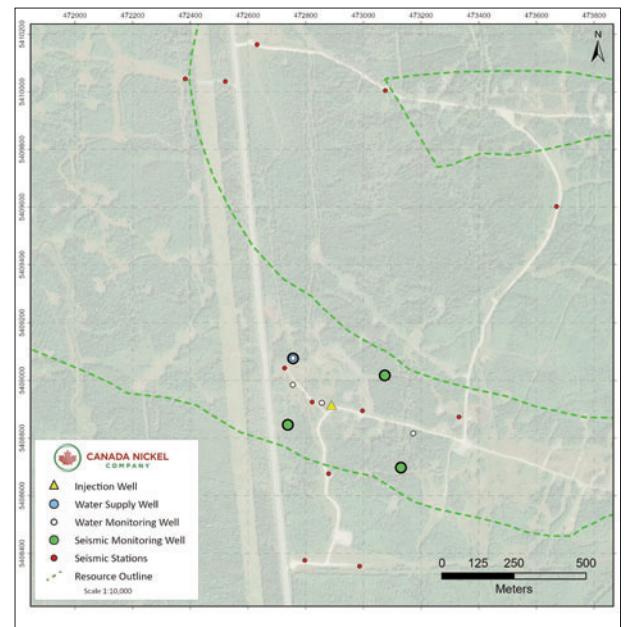 472000 472200 472400 472600 472800 473000 473200 473400 473600 473800
5410200
5410000
5409800
5409600
5409400
5409200
5409000
5408800
5408600
5408400
N
CANADA NICKEL
COMPANY
Injection Well
Water Supply Well
Water Monitoring Well
Seismic Monitoring Well
Seismic Stations
Resource Outline
Scale 1:10,000
0 125 250 500
Meters